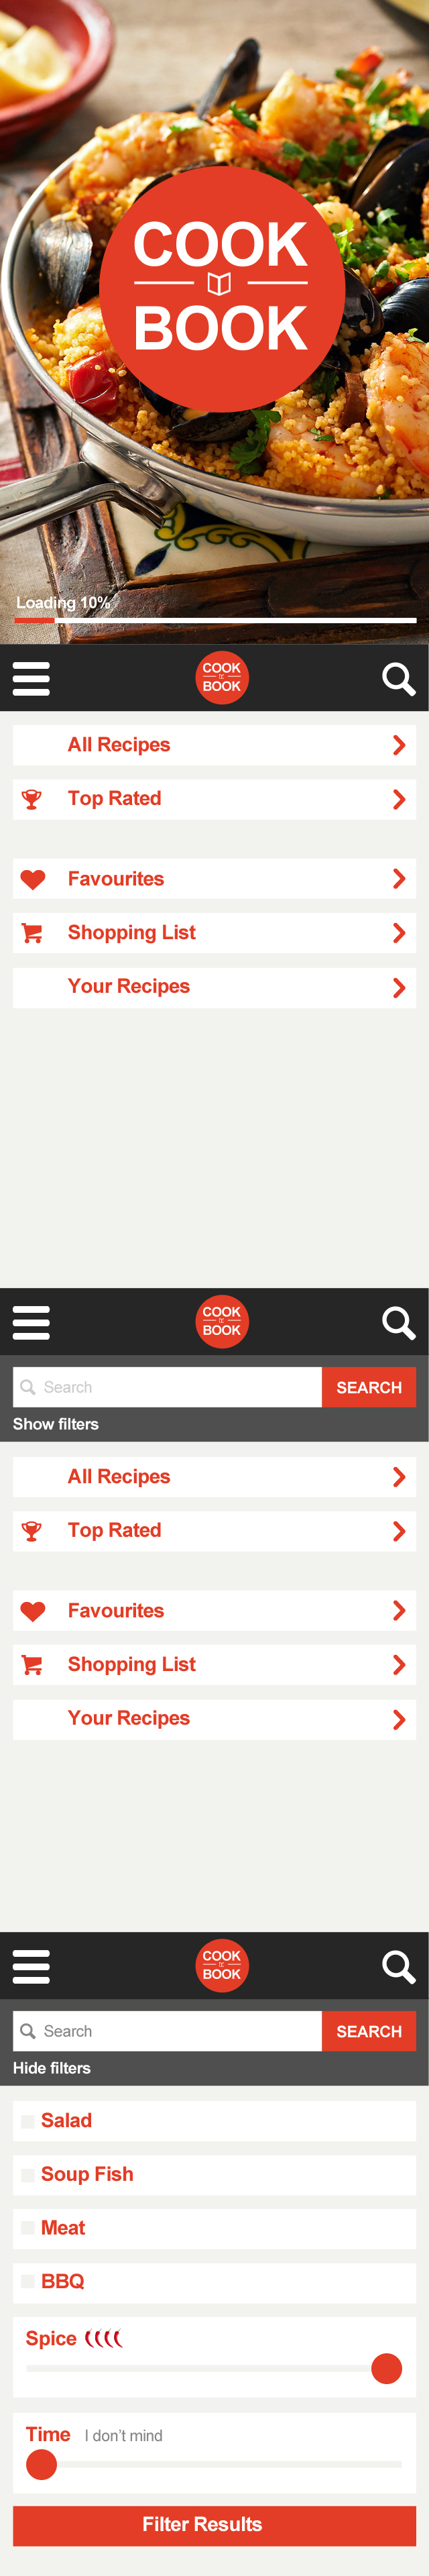 COOK
BOOK
Loading 10%
COOK
BOOK
All Recipes
Top Rated
Favourites
Shopping List
Your Recipes
COOK
BOOK
Search
SEARCH
Show filters
All Recipes
Top Rated
Favourites
Shopping List
Your Recipes
COOK
BOOK
Search
SEARCH
Hide filters
Salad
Soup Fish
Meat
BBQ
Spice
Time I don't mind
Filter Results